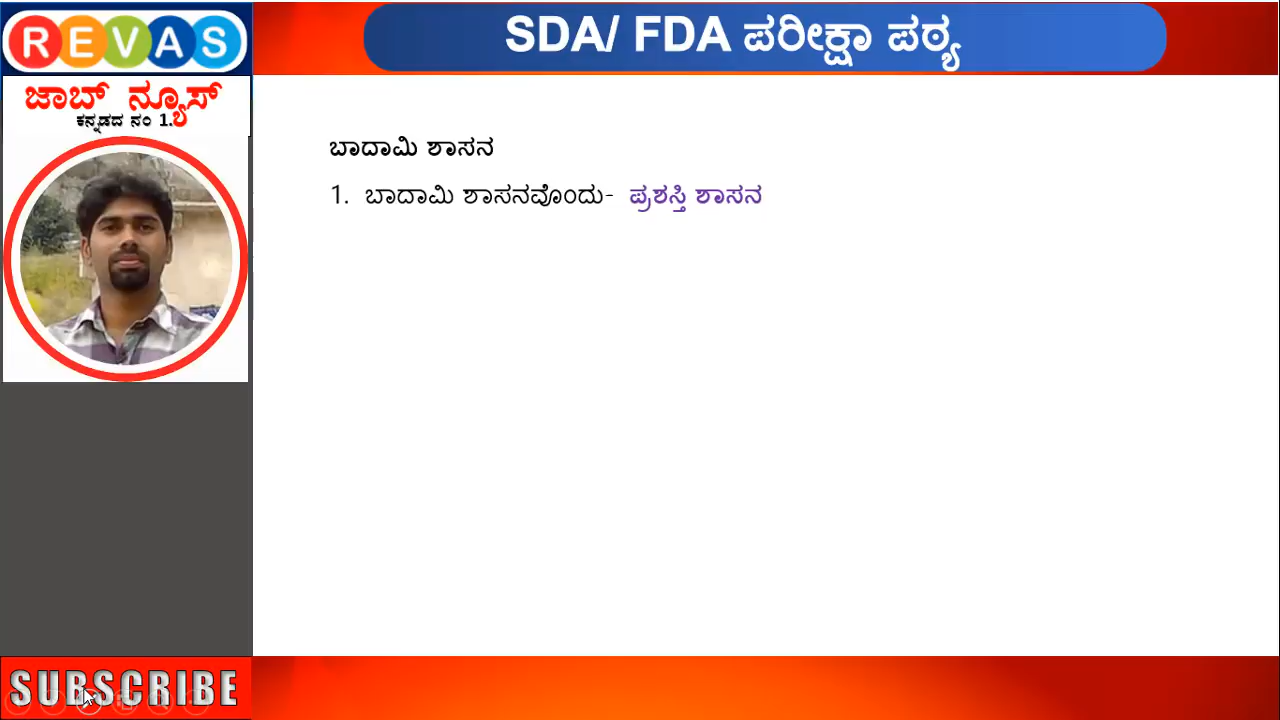 REVAS
SDA/ FDA ಪರೀಕ್ಷಾ ಪಠ್ಯ
ಜಾಬ್ ನ್ಯೂಸ್
ಕನ್ನಡದ ನಂ 1.
ಬಾದಾಮಿ ಶಾಸನ
1. ಬಾದಾಮಿ ಶಾಸನವೊಂದು- ಪ್ರಶಸ್ತಿ ಶಾಸನ
SUBSCRIBE